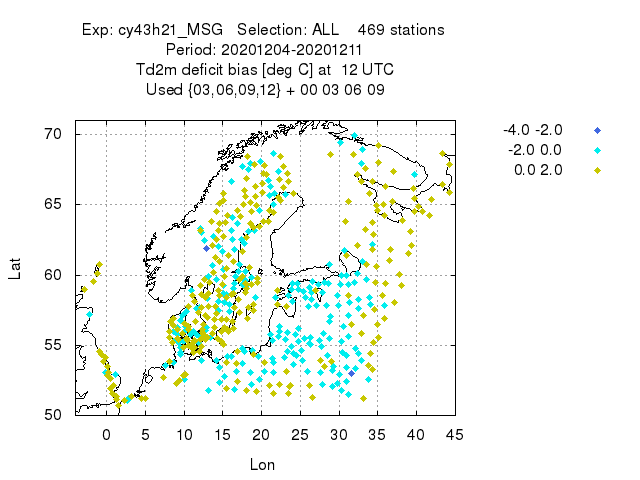 Exp: cy43h21_MSG   Selection: ALL    469 stations
Period: 20201204-20201211
Td2m deficit bias [deg C] at  12 UTC
Used {03,06,09,12} + 00 03 06 09
-4.0 -2.0
-2.0 0.0
0.0 2.0
70
65
60
55
50
Lat
0 5 10 15 20 25 30 35 40 45
Lon